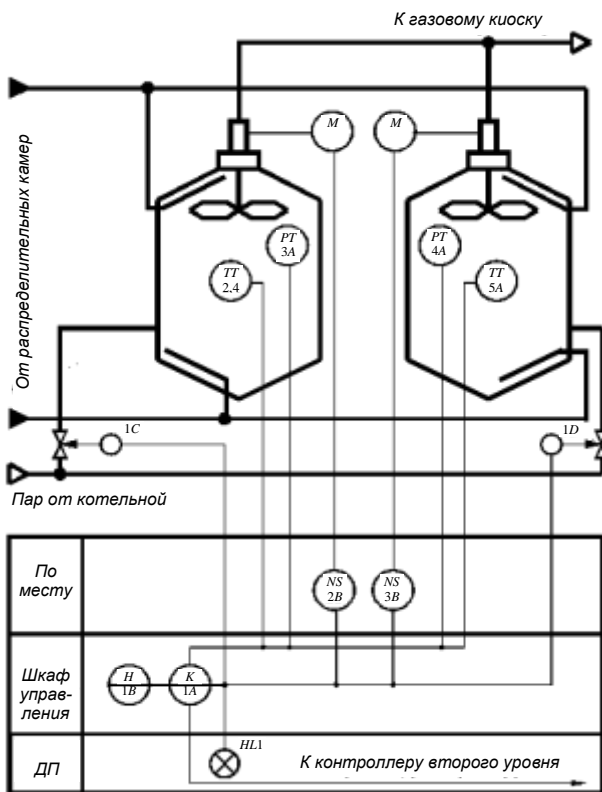 К газовому киоску
От распределительных камер
M
M
PT
3A
PT
4A
TT
2,4
TT
5A
1C
1D
Пар от котельной
По
месту
NS
2B
NS
3B
Шкаф
управ-
ления
H
1B
K
1A
HL1
ДП
К контроллеру второго уровня